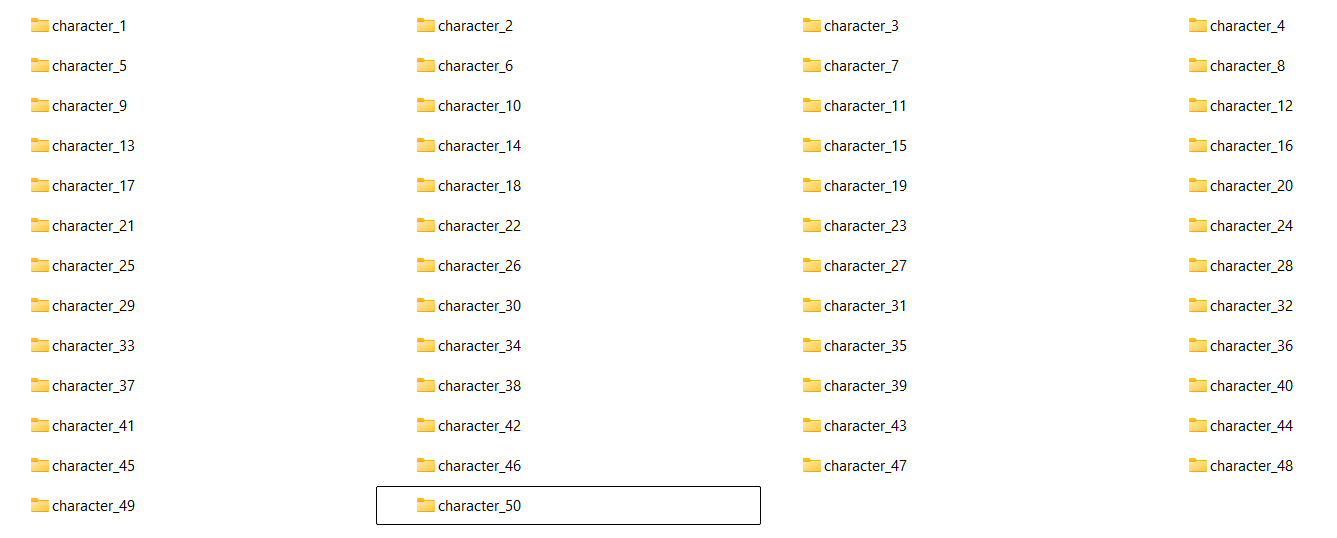 character_1 character_2 character_3 character_4
character_5 character_6 character_7 character_8
character_9 character_10 character_11 character_12
character_13 character_14 character_15 character_16
character_17 character_18 character_19 character_20
character_21 character_22 character_23 character_24
character_25 character_26 character_27 character_28
character_29 character_30 character_31 character_32
character_33 character_34 character_35 character_36
character_37 character_38 character_39 character_40
character_41 character_42 character_43 character_44
character_45 character_46 character_47 character_48
character_49 character_50